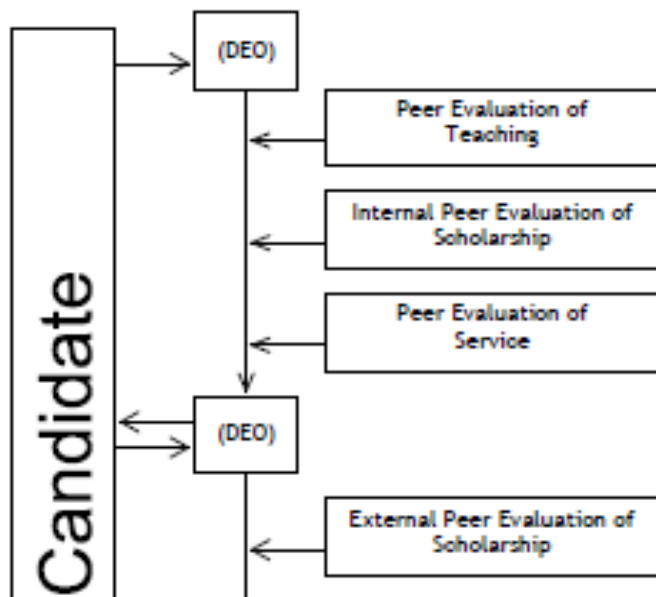 (DEO)
Peer Evaluation of
Teaching
Internal Peer Evaluation of
Scholarship
Peer Evaluation of
Service
Candidate
(DEO)
External Peer Evaluation of
Scholarship